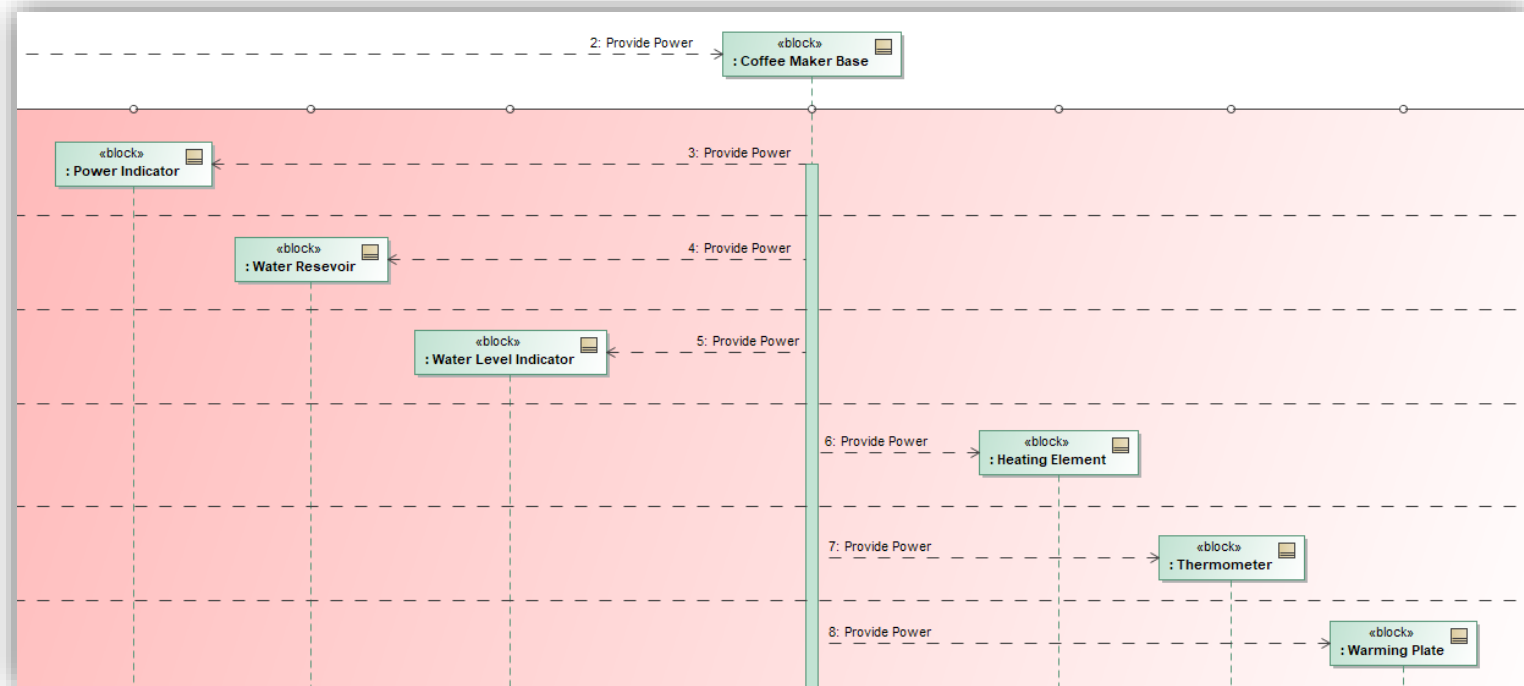 2: Provide Power
«block»
: Coffee Maker Base
«block»
: Power Indicator
3: Provide Power
«block»
: Water Resevoir
4: Provide Power
«block»
: Water Level Indicator
5: Provide Power
6: Provide Power
«block»
: Heating Element
7: Provide Power
«block»
: Thermometer
8: Provide Power
«block»
: Warming Plate